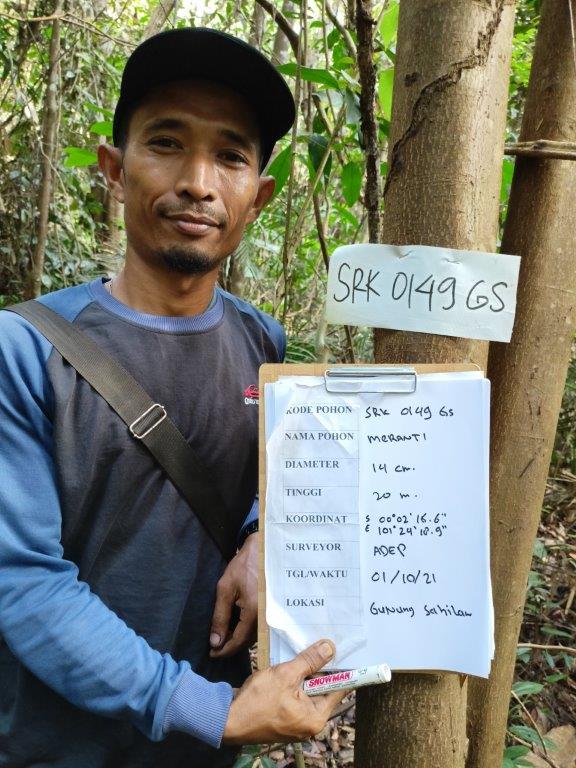 SRK 0149 GS
KODE POHON SRK 0149 GS
NAMA POHON MERANTI
DIAMETER 14 cm.
TINGGI 20 m.
KOORDINAT S 00°02'16.6"
E 101°24'18.9"
SURVEYOR ADEP
TGL/WAKTU 01/10/21
LOKASI Gunung Sahilan
SNOWMAN